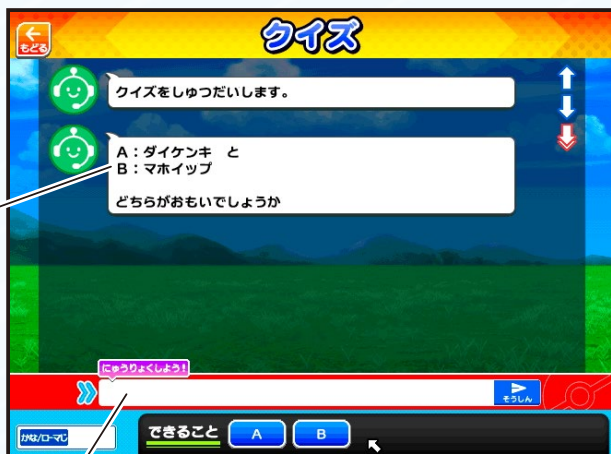 クイズ
もどる
クイズをしゅつだいします。
A：ダイケンキ　と
B：マホイップ
どちらがおもいでしょうか
にゅうりょくしよう！
そうしん
かな/ローマじ
できること
A
B